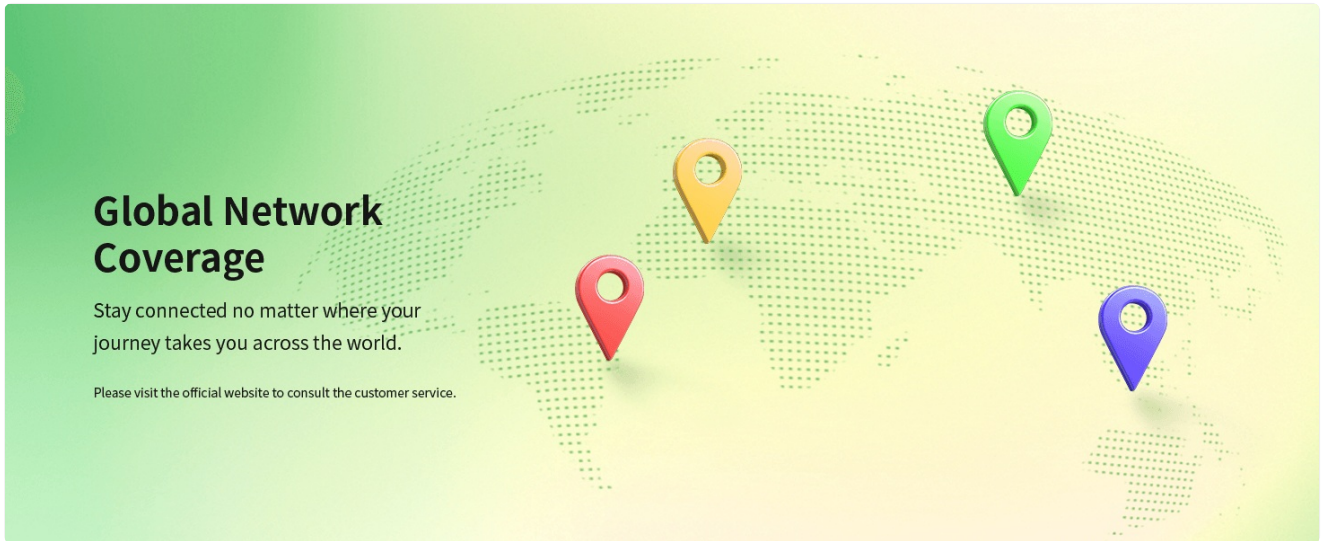 Global Network
Coverage
Stay connected no matter where your
journey takes you across the world.
Please visit the official website to consult the customer service.